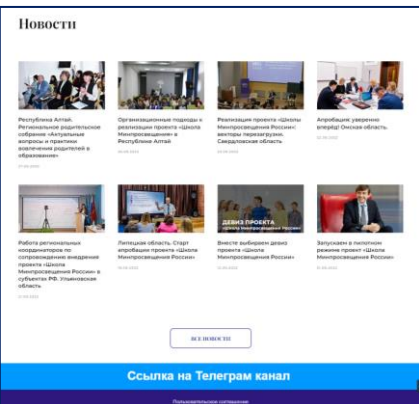 Новости
Республика Алтай.
Региональное родительское
собрание «Актуальные
вопросы и практики
вовлечения родителей в
образование»
Организационные подходы к
реализации проекта «Школа
Минпросвещения» в
Республике Алтай
Реализация проекта «Школы
Минпросвещения России»:
векторы перезагрузки.
Свердловская область
Апробация: уверенно
вперёд! Омская область.
ДЕВИЗ ПРОЕКТА
«Школа Минпросвещения России»
Работа региональных
координаторов по
сопровождению внедрения
проекта «Школа
Минпросвещения России» в
субъектах РФ. Ульяновская
область
Липецкая область. Старт
апробации проекта «Школа
Минпросвещения России»
Вместе выбираем девиз
проекта «Школа
Минпросвещения России»
Запускаем в пилотном
режиме проект «Школа
Минпросвещения России»
ВСЕ НОВОСТИ
Ссылка на Телеграм канал
Пользовательское соглашение